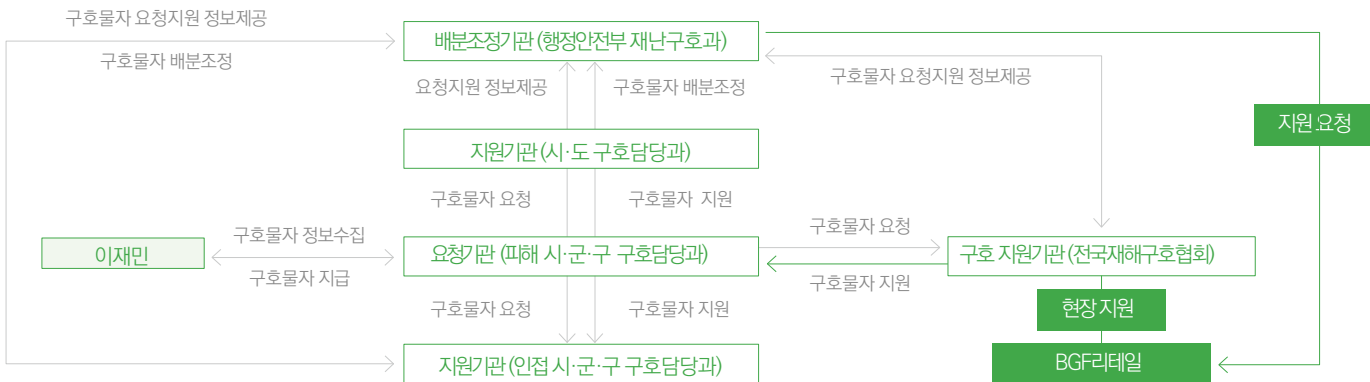 구호물자 요청지원 정보제공
구호물자 배분조정
배분조정기관 (행정안전부 재난구호과)
요청지원 정보제공
구호물자 배분조정
구호물자 요청지원 정보제공
지원 요청
지원기관 (시·도 구호담당과)
구호물자 요청
구호물자 지원
이재민
구호물자 정보수집
구호물자 지급
요청기관 (피해 시·군·구 구호담당과)
구호물자 요청
구호물자 지원
구호 지원기관 (전국재해구호협회)
구호물자 요청
구호물자 지원
현장 지원
지원기관 (인접 시·군·구 구호담당과)
BGF리테일